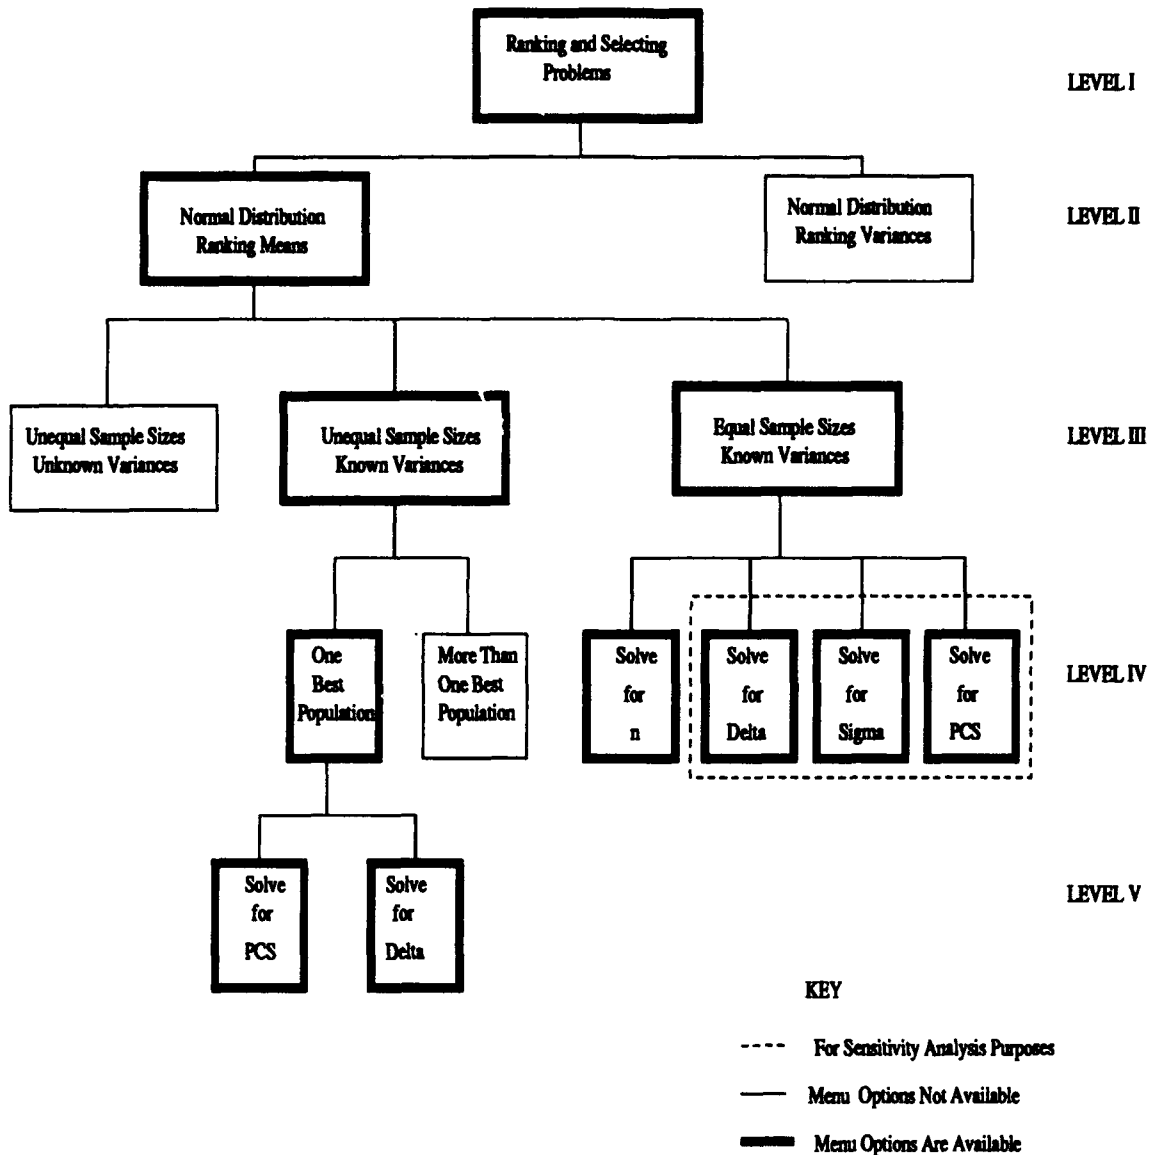 Ranking and Selecting
Problems
LEVEL I
Normal Distribution
Ranking Means
Normal Distribution
Ranking Variances
LEVEL II
Unequal Sample Sizes
Unknown Variances
Unequal Sample Sizes
Known Variances
Equal Sample Sizes
Known Variances
LEVEL III
One
Best
Population
More Than
One Best
Population
Solve
for
n
Solve
for
Delta
Solve
for
Sigma
Solve
for
PCS
LEVEL IV
Solve
for
PCS
Solve
for
Delta
LEVEL V
KEY
For Sensitivity Analysis Purposes
Menu Options Not Available
Menu Options Are Available